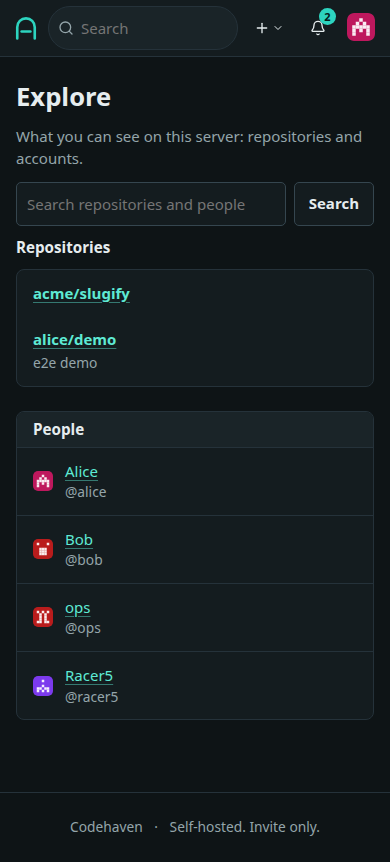 Search
2
Explore
What you can see on this server: repositories and
accounts.
Search repositories and people
Search
Repositories
acme/slugify
alice/demo
e2e demo
People
Alice
@alice
Bob
@bob
ops
@ops
Racer5
@racer5
Codehaven · Self-hosted. Invite only.